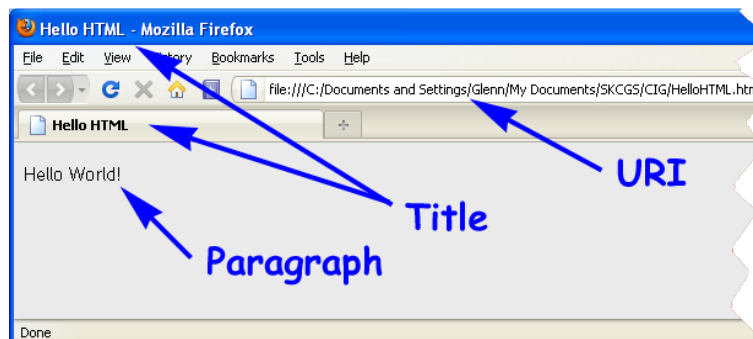 Hello HTML - Mozilla Firefox
File Edit View History Bookmarks Tools Help
file:///C:/Documents and Settings/Glenn/My Documents/SKCGS/CIG/HelloHTML.htm
Hello HTML
Hello World!
URI
Title
Paragraph
Done